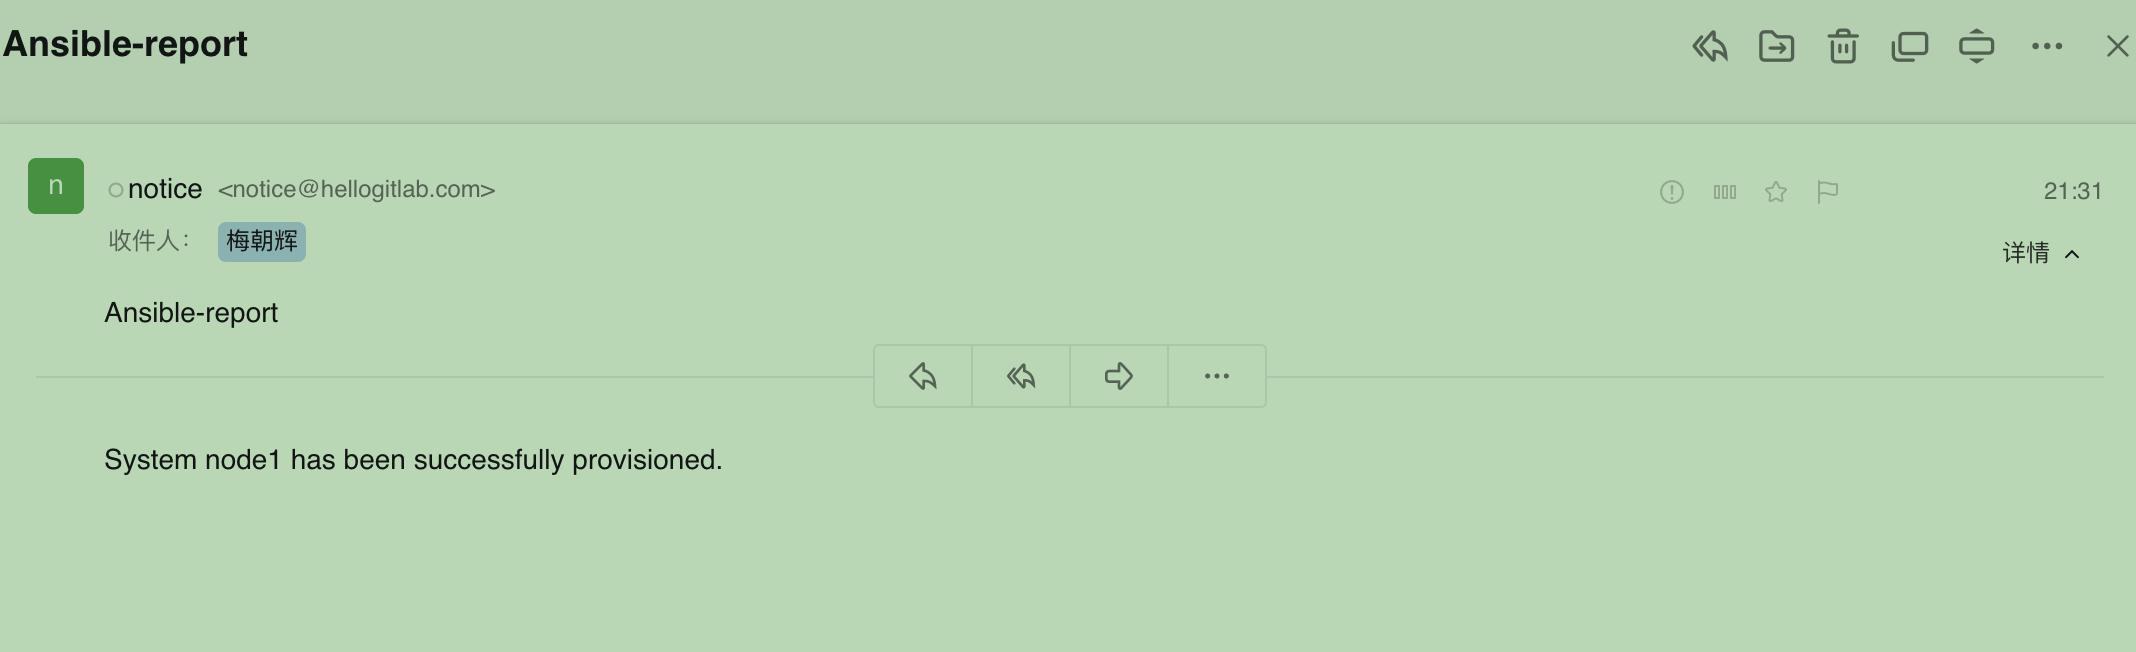 Ansible-report
n
notice <notice@hellogitlab.com>
21:31
收件人：
梅朝辉
详情
Ansible-report
System node1 has been successfully provisioned.